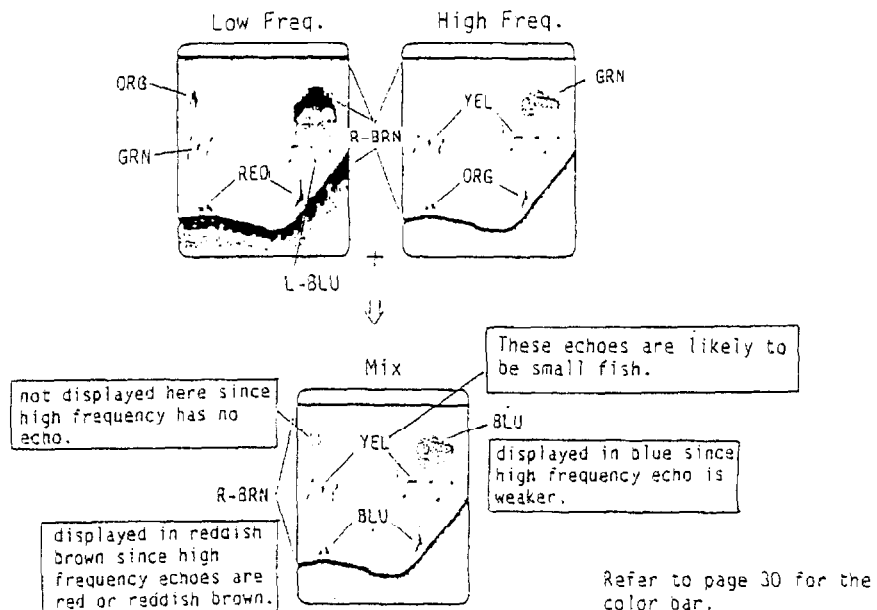 Low Freq.
High Freq.
ORG
GRN
RED
R-BRN
L-BLU
YEL
GRN
ORG
+
Mix
These echoes are likely to
be small fish.
not displayed here since
high frequency has no
echo.
YEL
BLU
displayed in blue since
high frequency echo is
weaker.
R-BRN
BLU
displayed in reddish
brown since high
frequency echoes are
red or reddish brown.
Refer to page 30 for the
color bar.